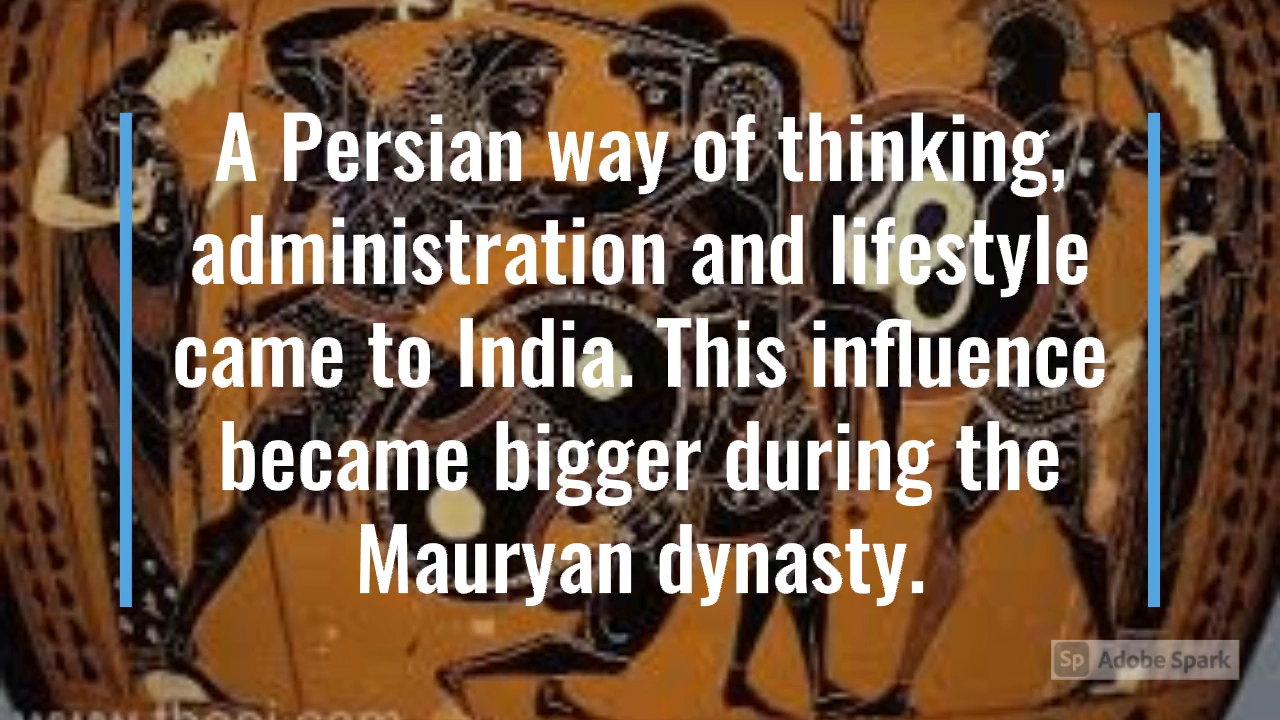 A Persian way of thinking,
administration and lifestyle
came to India. This influence
became bigger during the
Mauryan dynasty.
Sp Adobe Spark